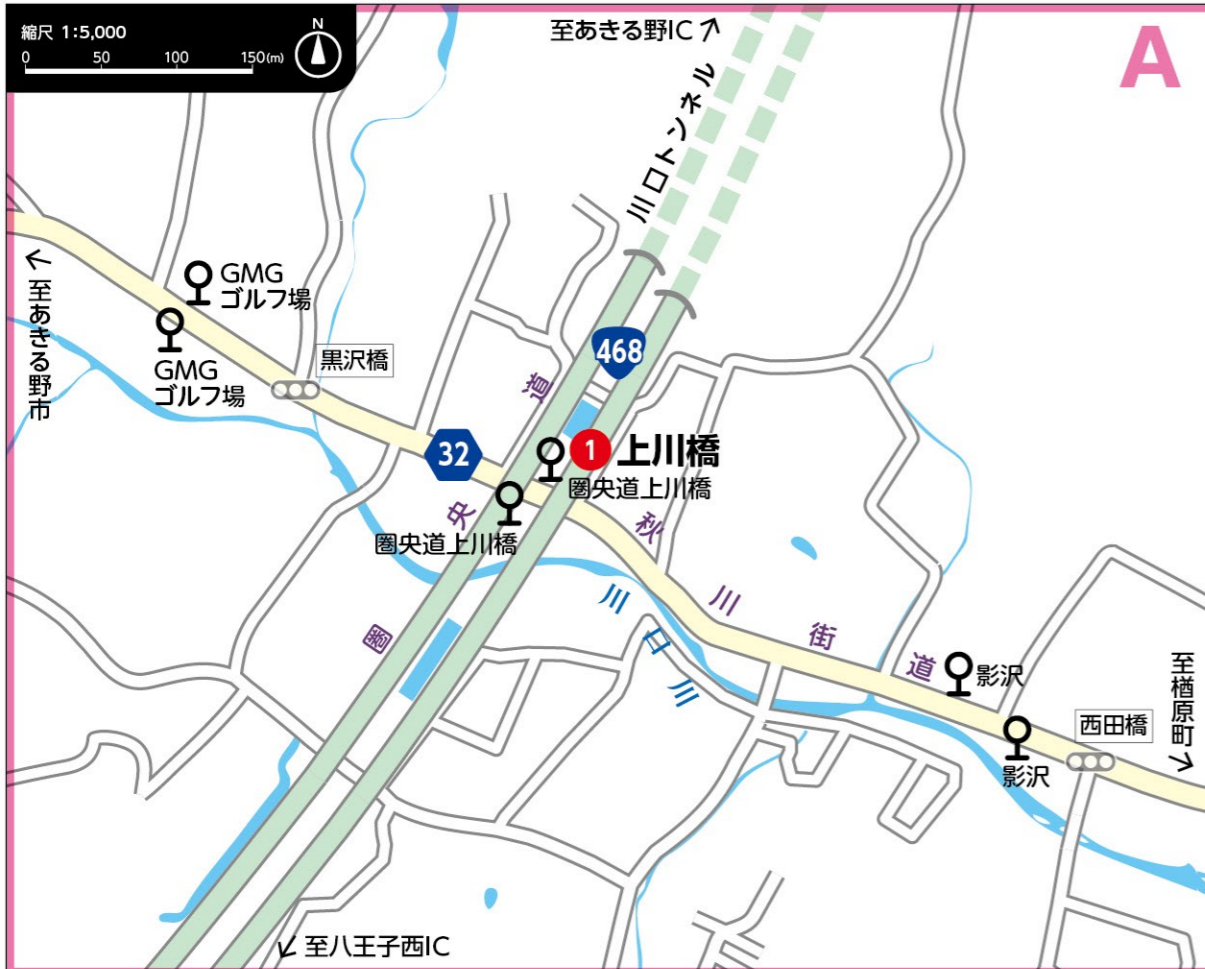 縮尺 1:5,000
0 50 100 150(m)
N
至あきる野IC
A
川口トンネル
GMG
ゴルフ場
至あきる野市
GMG
ゴルフ場
黒沢橋
468
道
32
1 上川橋
圏央道上川橋
央
圏央道上川橋
圏
秋川街道
川口川
影沢
至楢原町
西田橋
影沢
至八王子西IC